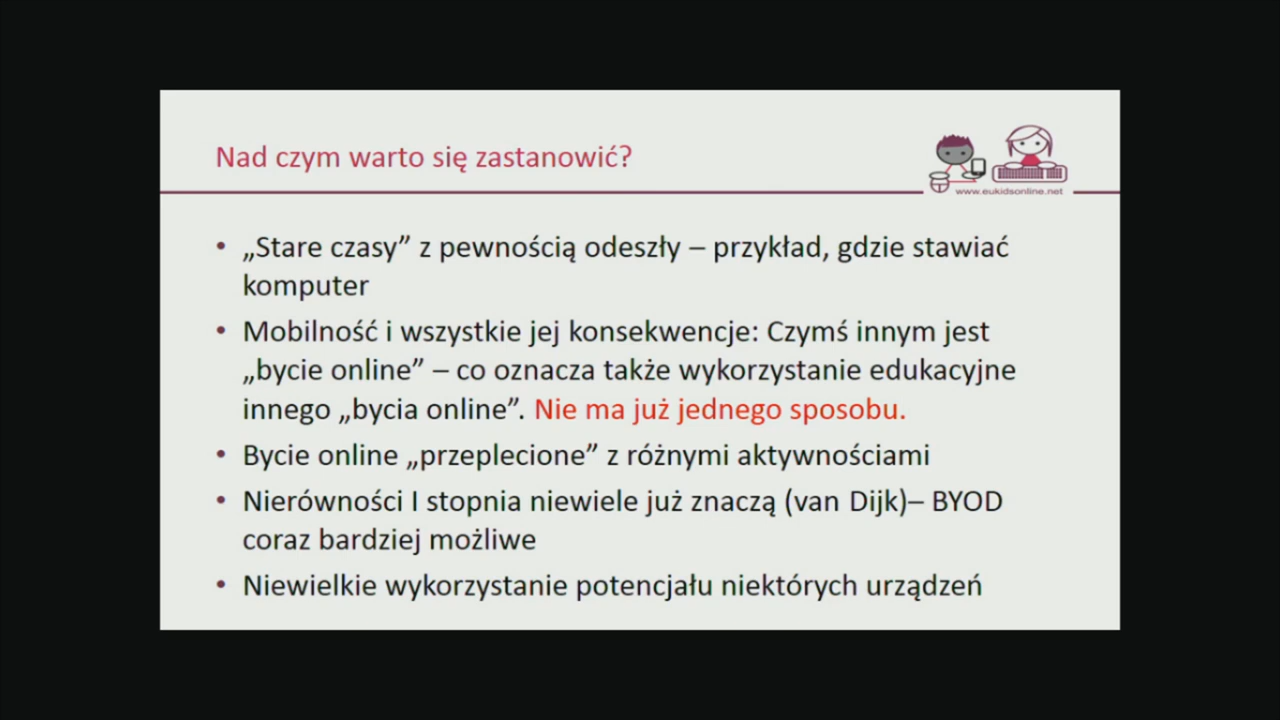 Nad czym warto się zastanowić?
www.eukidsonline.net
• „Stare czasy” z pewnością odeszły – przykład, gdzie stawiać
komputer
• Mobilność i wszystkie jej konsekwencje: Czymś innym jest
„bycie online” – co oznacza także wykorzystanie edukacyjne
innego „bycia online”. Nie ma już jednego sposobu.
• Bycie online „przeplecione” z różnymi aktywnościami
• Nierówności I stopnia niewiele już znaczą (van Dijk)– BYOD
coraz bardziej możliwe
• Niewielkie wykorzystanie potencjału niektórych urządzeń